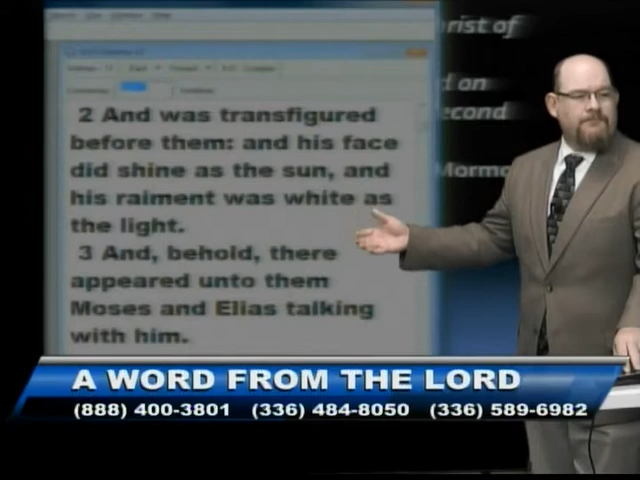 rist of
d on
econd
Mormo
2 And was transfigured
before them: and his face
did shine as the sun, and
his raiment was white as
the light.
3 And, behold, there
appeared unto them
Moses and Elias talking
with him.
A WORD FROM THE LORD
(888) 400-3801 (336) 484-8050 (336) 589-6982